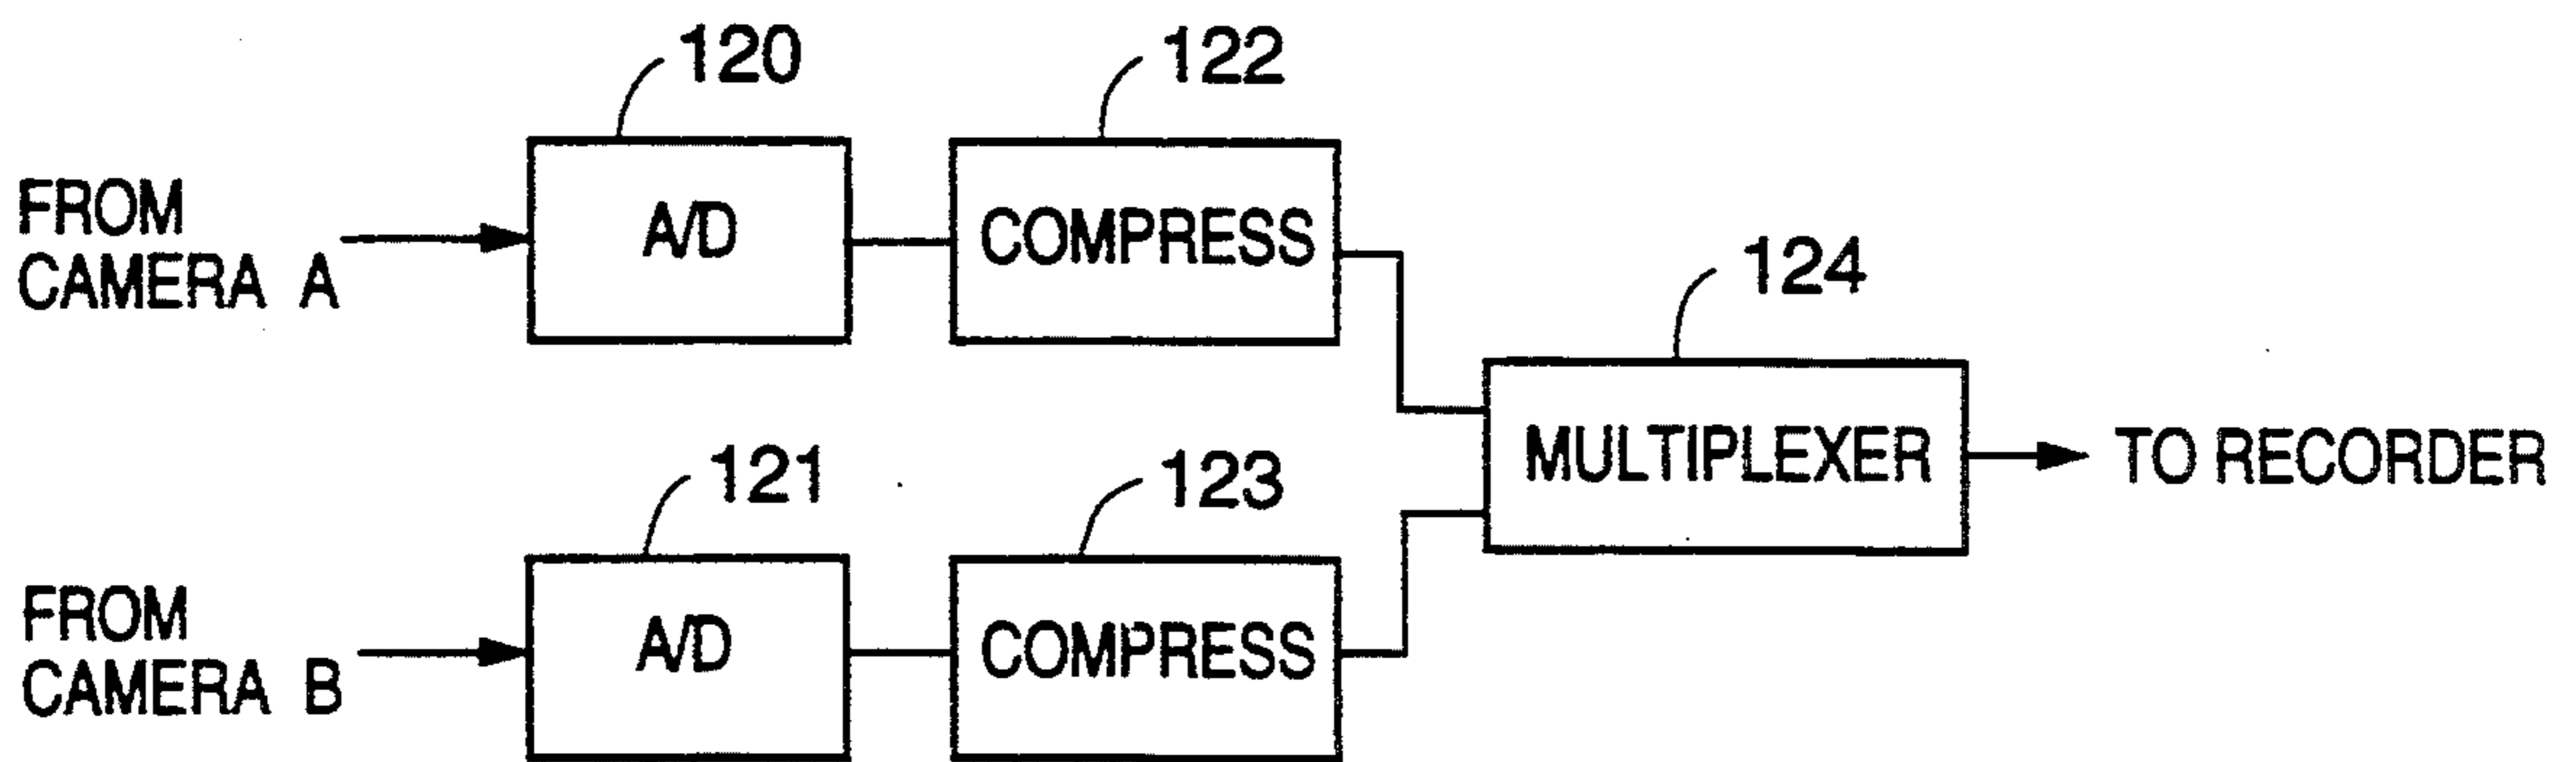 120
122
FROM
CAMERA A
A/D
COMPRESS
124
MULTIPLEXER
TO RECORDER
121
123
FROM
CAMERA B
A/D
COMPRESS